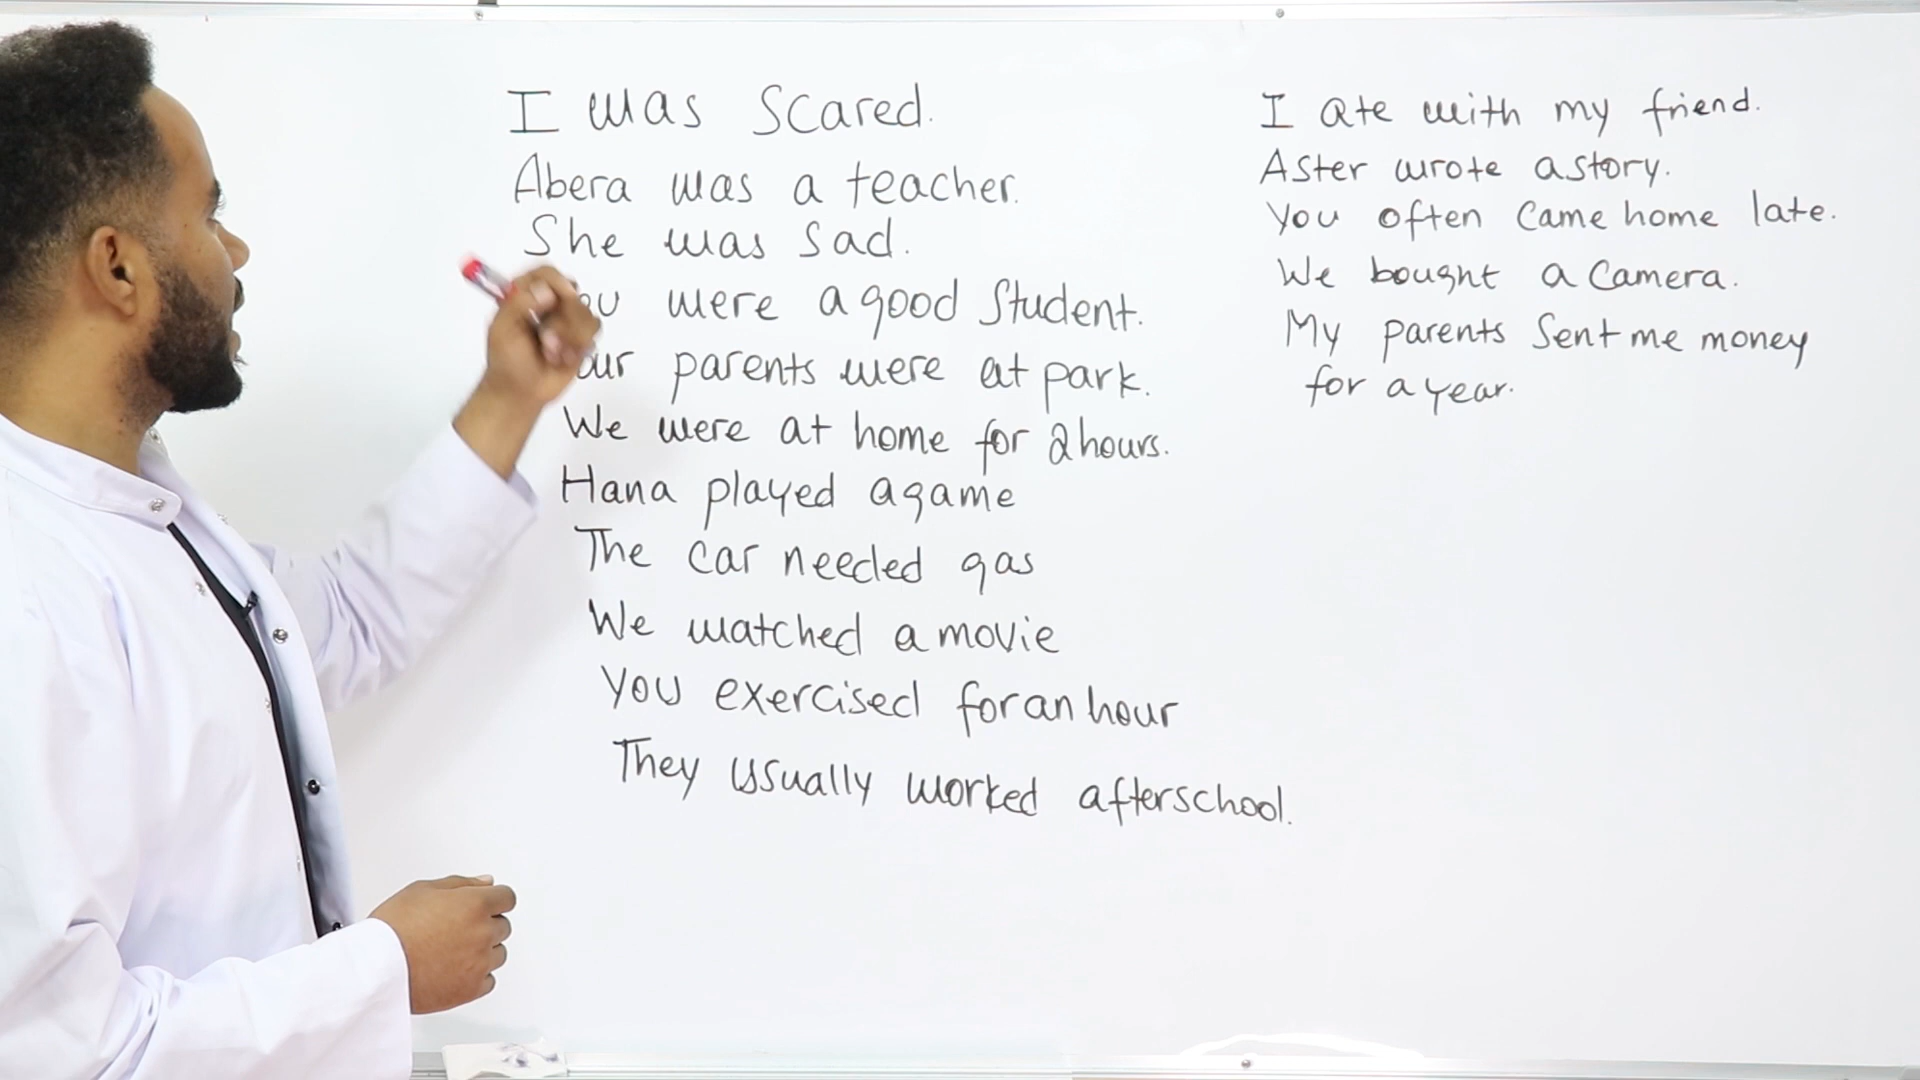 I was scared.
Abera was a teacher.
She was sad.
were a good student.
parents were at park.
We were at home for 2 hours.
Hana played a game
The car needed gas
We watched a movie
You exercised for an hour
They usually worked after school.
I ate with my friend.
Aster wrote a story.
You often came home late.
We bought a camera.
My parents sent me money
for a year.